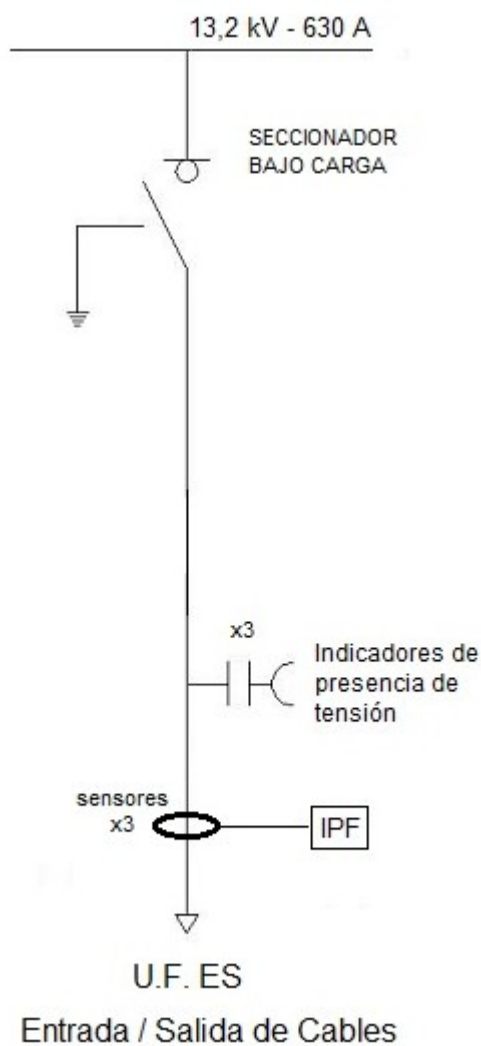 13,2 kV - 630 A
SECCIONADOR
BAJO CARGA
x3
Indicadores de
presencia de
tensión
sensores
x3
IPF
U.F. ES
Entrada / Salida de Cables